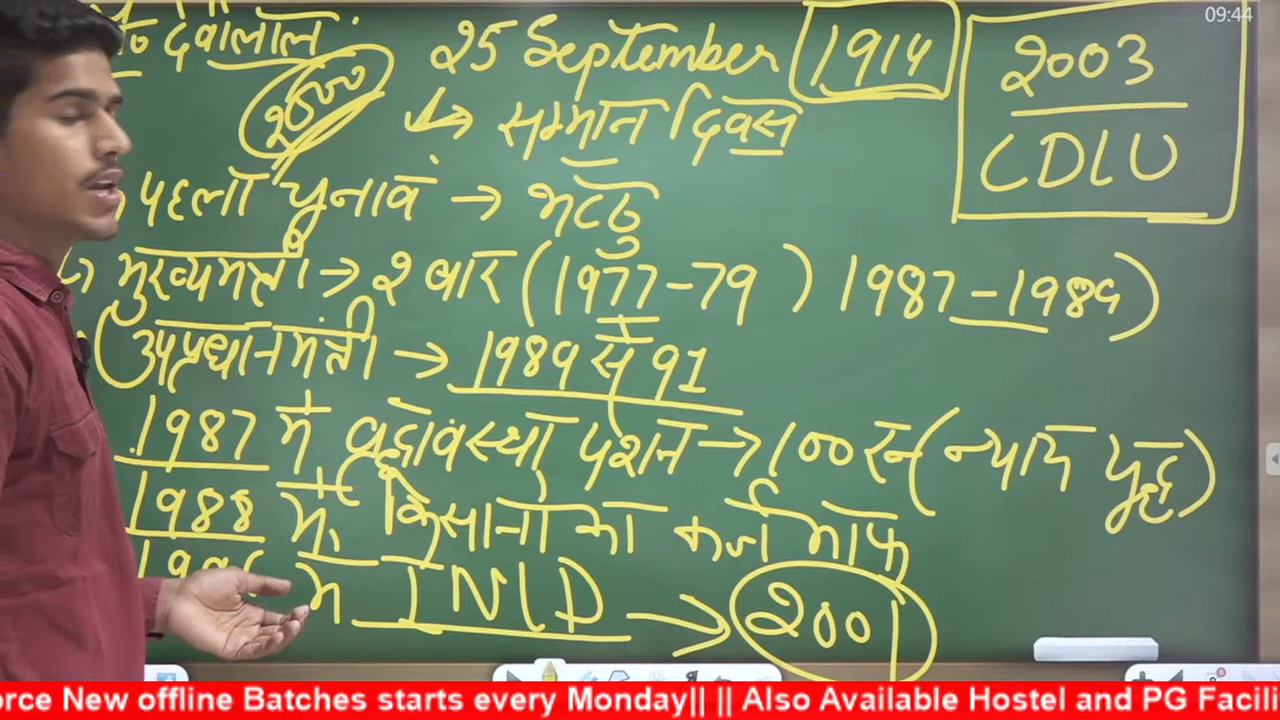 09:44
देवीलाल
25 September 1914
2500
→ सम्मान दिवस
2003
CDLU
पहला चुनाव → भट्टु
मुख्यमंत्री → 2 बार (1977-79) 1987-1989)
(उपप्रधानमंत्री → 1989 से 91
1987 में वृद्धावस्था पेंशन → 100 रू (न्याय युद्ध)
1988 में किसानों का कर्ज माफ
में INLD → 2001
orce New offline Batches starts every Monday|| || Also Available Hostel and PG Facili